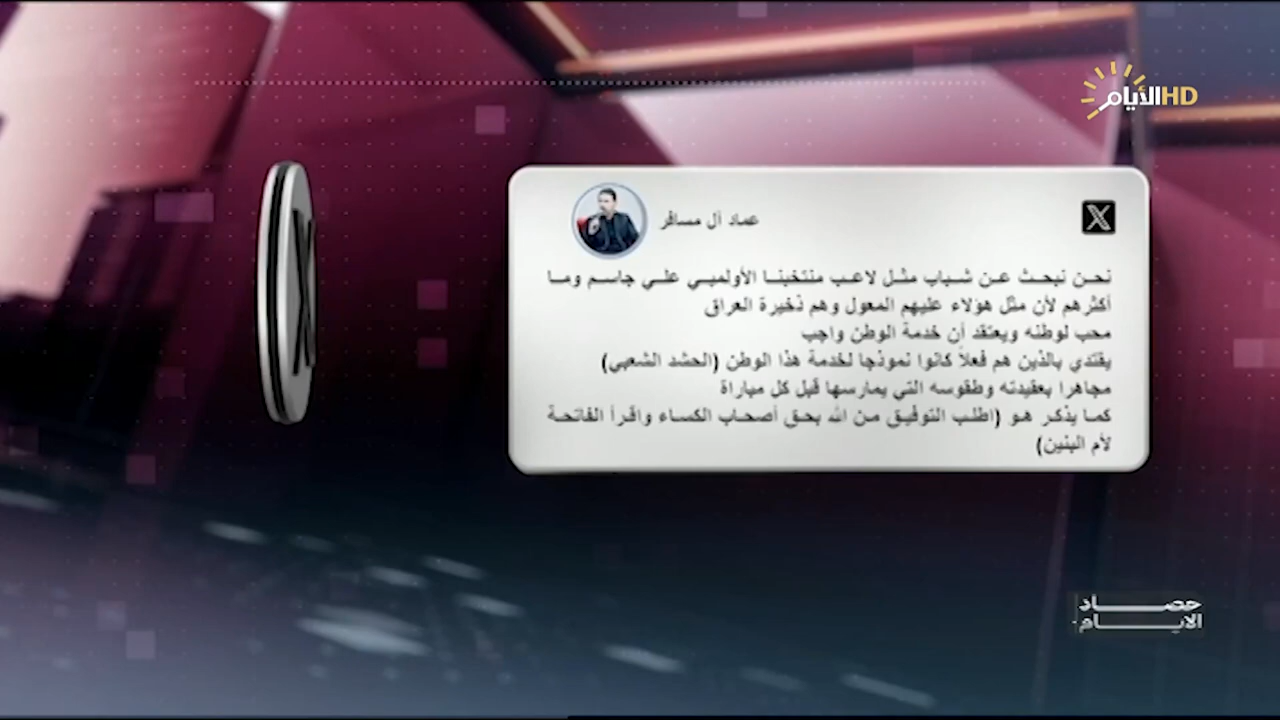 الأيام HD
عماد آل مسافر
نحن نبحث عن شباب مثل لاعب منتخبنا الأولمبي علي جاسم وما
أكثرهم لأن مثل هؤلاء عليهم المعول وهم ذخيرة العراق
محب لوطنه ويعتقد أن خدمة الوطن واجب
يقتدي بالذين هم فعلاً كانوا نموذجا لخدمة هذا الوطن (الحشد الشعبي)
مجاهرا بعقيدته وطقوسه التي يمارسها قبل كل مباراة
كما يذكر هو (اطلب التوفيق من الله بحق أصحاب الكساء واقرأ الفاتحة
لأم البنين)
حصاد
الايام